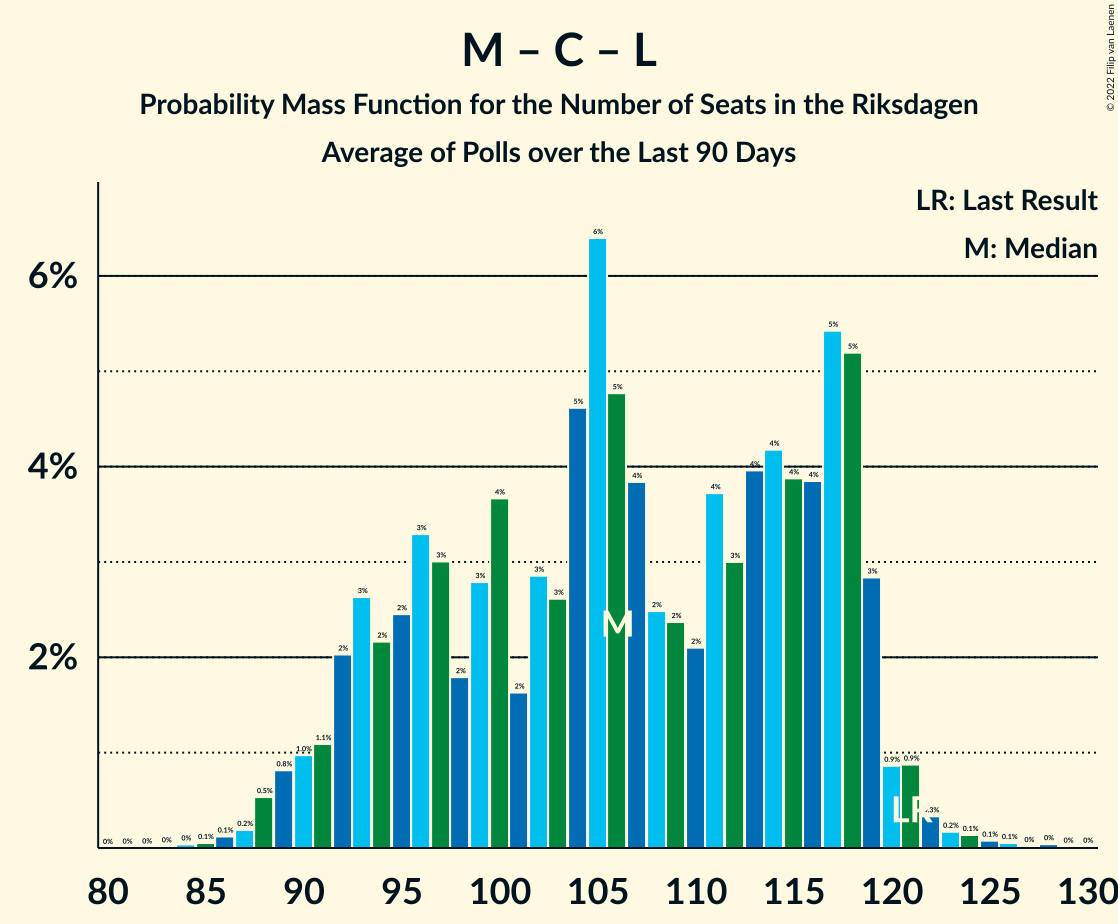 M – C – L
Probability Mass Function for the Number of Seats in the Riksdagen
Average of Polls over the Last 90 Days
© 2022 Filip van Laenen
LR: Last Result
M: Median
6%
4%
2%
0% 0% 0% 0% 0% 0.1% 0.1% 0.2% 0.5% 0.8% 1.0% 1.1% 2% 3% 2% 2% 3% 3% 2% 3% 4% 2% 3% 3% 5% 6% 5% 4% 2% 2% 2% 4% 3% 4% 4% 4% 4% 5% 5% 3% 0.9% 0.9% .3% 0.2% 0.1% 0.1% 0.1% 0% 0% 0% 0%
M
LR
80 85 90 95 100 105 110 115 120 125 130